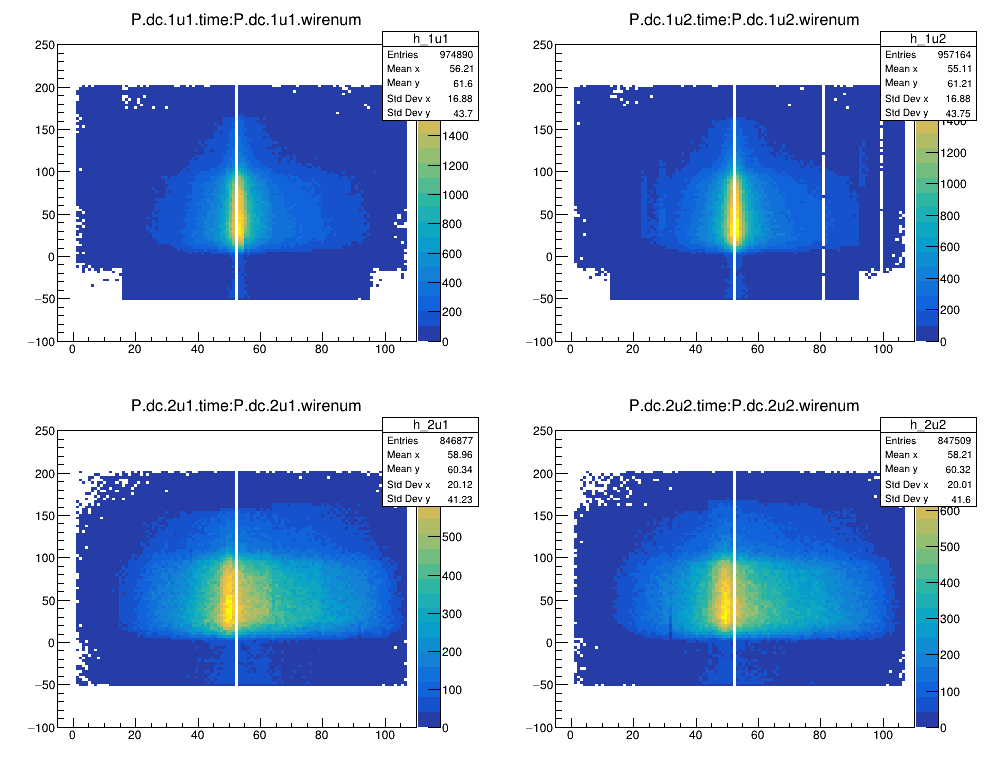 P.dc.1u1.time:P.dc.1u1.wirenum
h_1u1
Entries 974890
Mean x 56.21
Mean y 61.6
Std Dev x 16.88
Std Dev y 43.7
250
200
150
100
50
0
−50
−100
0 20 40 60 80 100
1400
1200
1000
800
600
400
200
0
P.dc.1u2.time:P.dc.1u2.wirenum
h_1u2
Entries 957164
Mean x 55.11
Mean y 61.21
Std Dev x 16.88
Std Dev y 43.75
250
200
150
100
50
0
−50
−100
0 20 40 60 80 100
1400
1200
1000
800
600
400
200
0
P.dc.2u1.time:P.dc.2u1.wirenum
h_2u1
Entries 846877
Mean x 58.96
Mean y 60.34
Std Dev x 20.12
Std Dev y 41.23
250
200
150
100
50
0
−50
−100
0 20 40 60 80 100
500
400
300
200
100
0
P.dc.2u2.time:P.dc.2u2.wirenum
h_2u2
Entries 847509
Mean x 58.21
Mean y 60.32
Std Dev x 20.01
Std Dev y 41.6
250
200
150
100
50
0
−50
−100
0 20 40 60 80 100
600
500
400
300
200
100
0